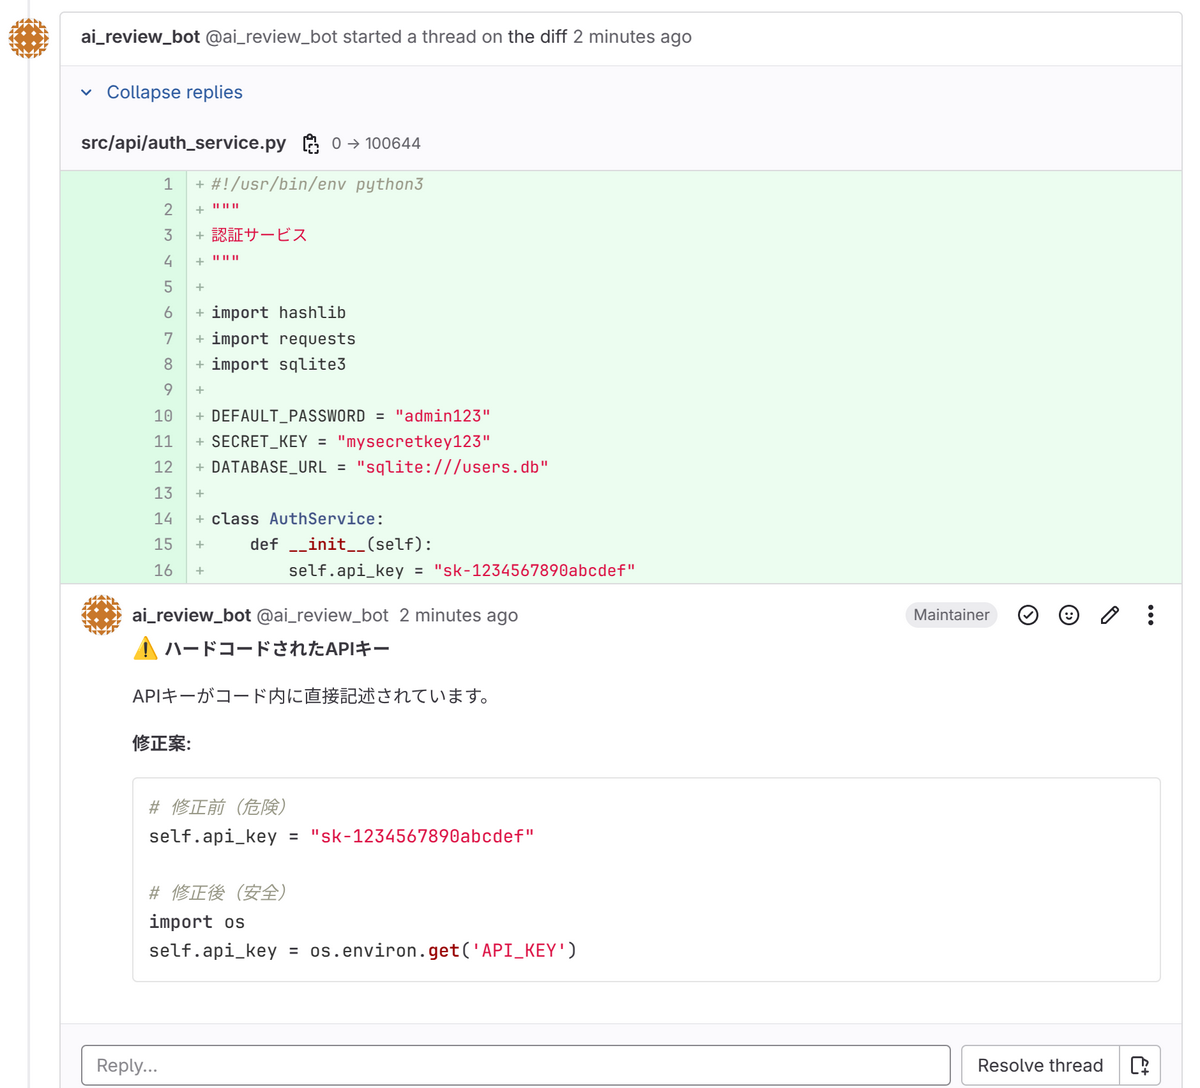 ai_review_bot @ai_review_bot started a thread on the diff 2 minutes ago
Collapse replies
src/api/auth_service.py 0 → 100644
1 + #!/usr/bin/env python3
2 + """
3 + 認証サービス
4 + """
5 +
6 + import hashlib
7 + import requests
8 + import sqlite3
9 +
10 + DEFAULT_PASSWORD = "admin123"
11 + SECRET_KEY = "mysecretkey123"
12 + DATABASE_URL = "sqlite:///users.db"
13 +
14 + class AuthService:
15 +     def __init__(self):
16 +         self.api_key = "sk-1234567890abcdef"
ai_review_bot @ai_review_bot 2 minutes ago Maintainer
⚠️ ハードコードされたAPIキー
APIキーがコード内に直接記述されています。
修正案:
# 修正前（危険）
self.api_key = "sk-1234567890abcdef"
# 修正後（安全）
import os
self.api_key = os.environ.get('API_KEY')
Reply... Resolve thread